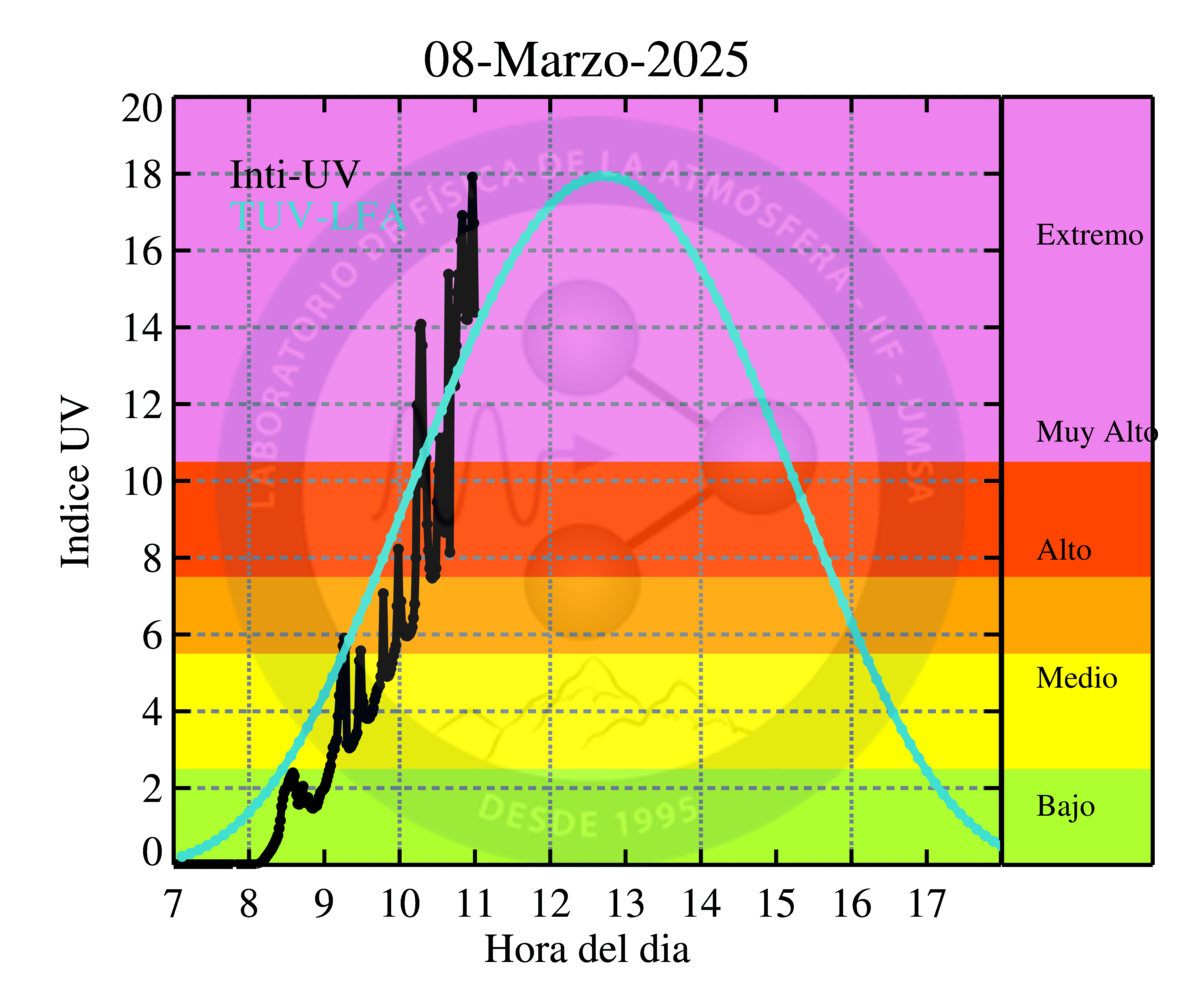 08-Marzo-2025
Inti-UV
TUV-LFA
20
18
16
14
12
10
8
6
4
2
0
Indice UV
7 8 9 10 11 12 13 14 15 16 17
Hora del dia
Extremo
Muy Alto
Alto
Medio
Bajo
LABORATORIO DE FÍSICA DE LA ATMÓSFERA - IIF - UMSA
DESDE 1995